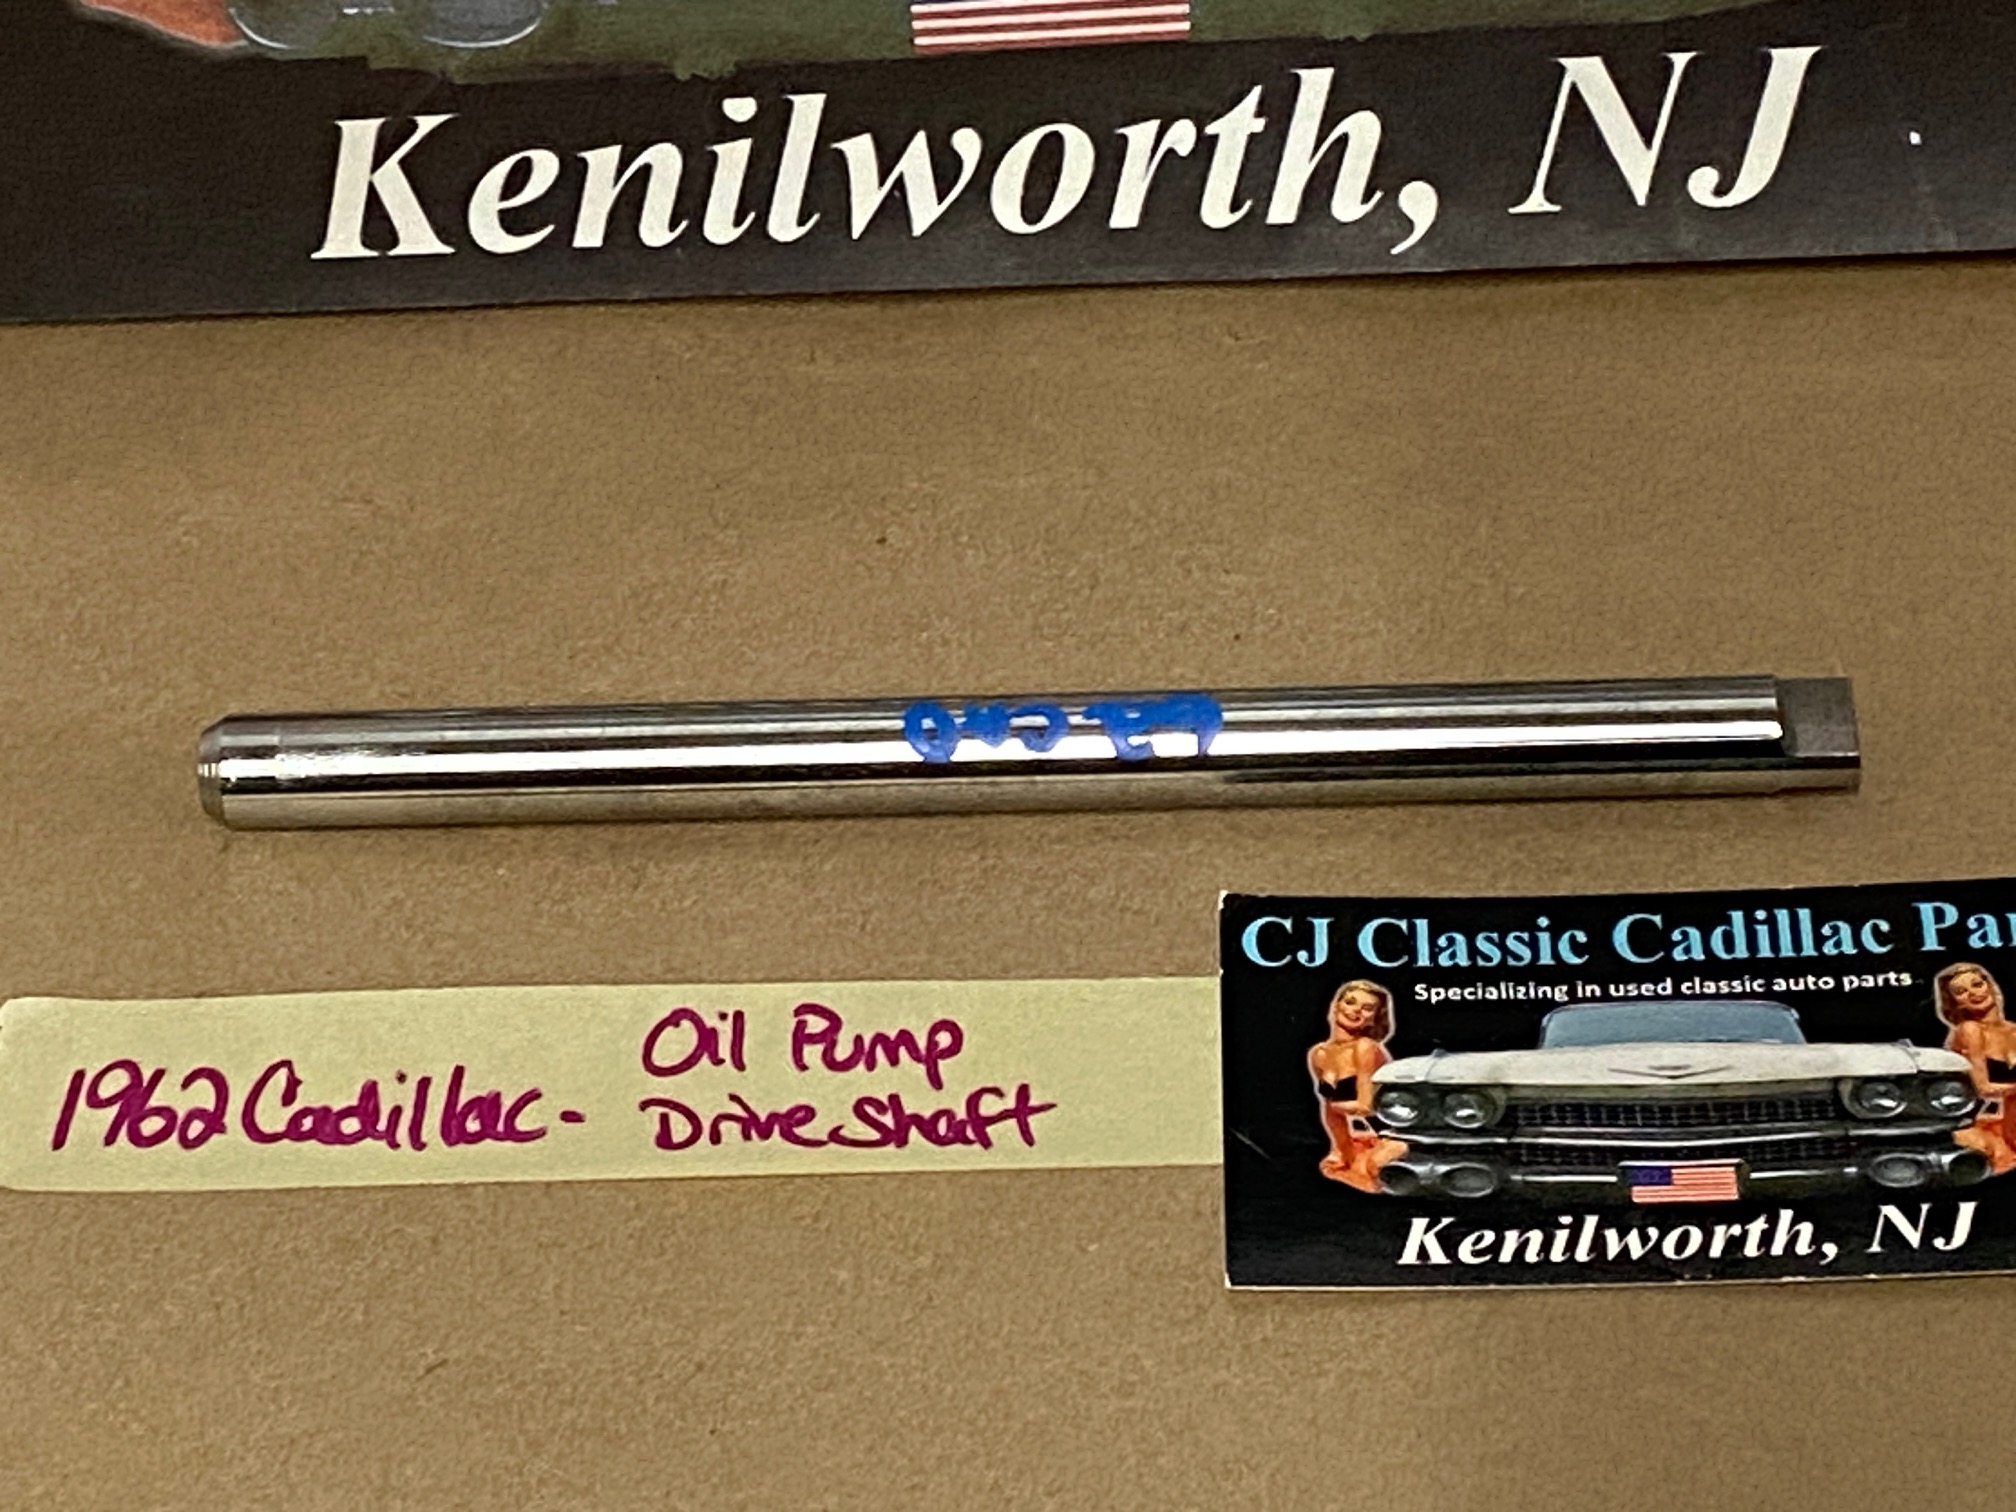 Kenilworth, NJ
1962 Cadillac - Oil Pump
Drive Shaft
CJ Classic Cadillac
Specializing in used classic auto parts
Kenilworth, NJ